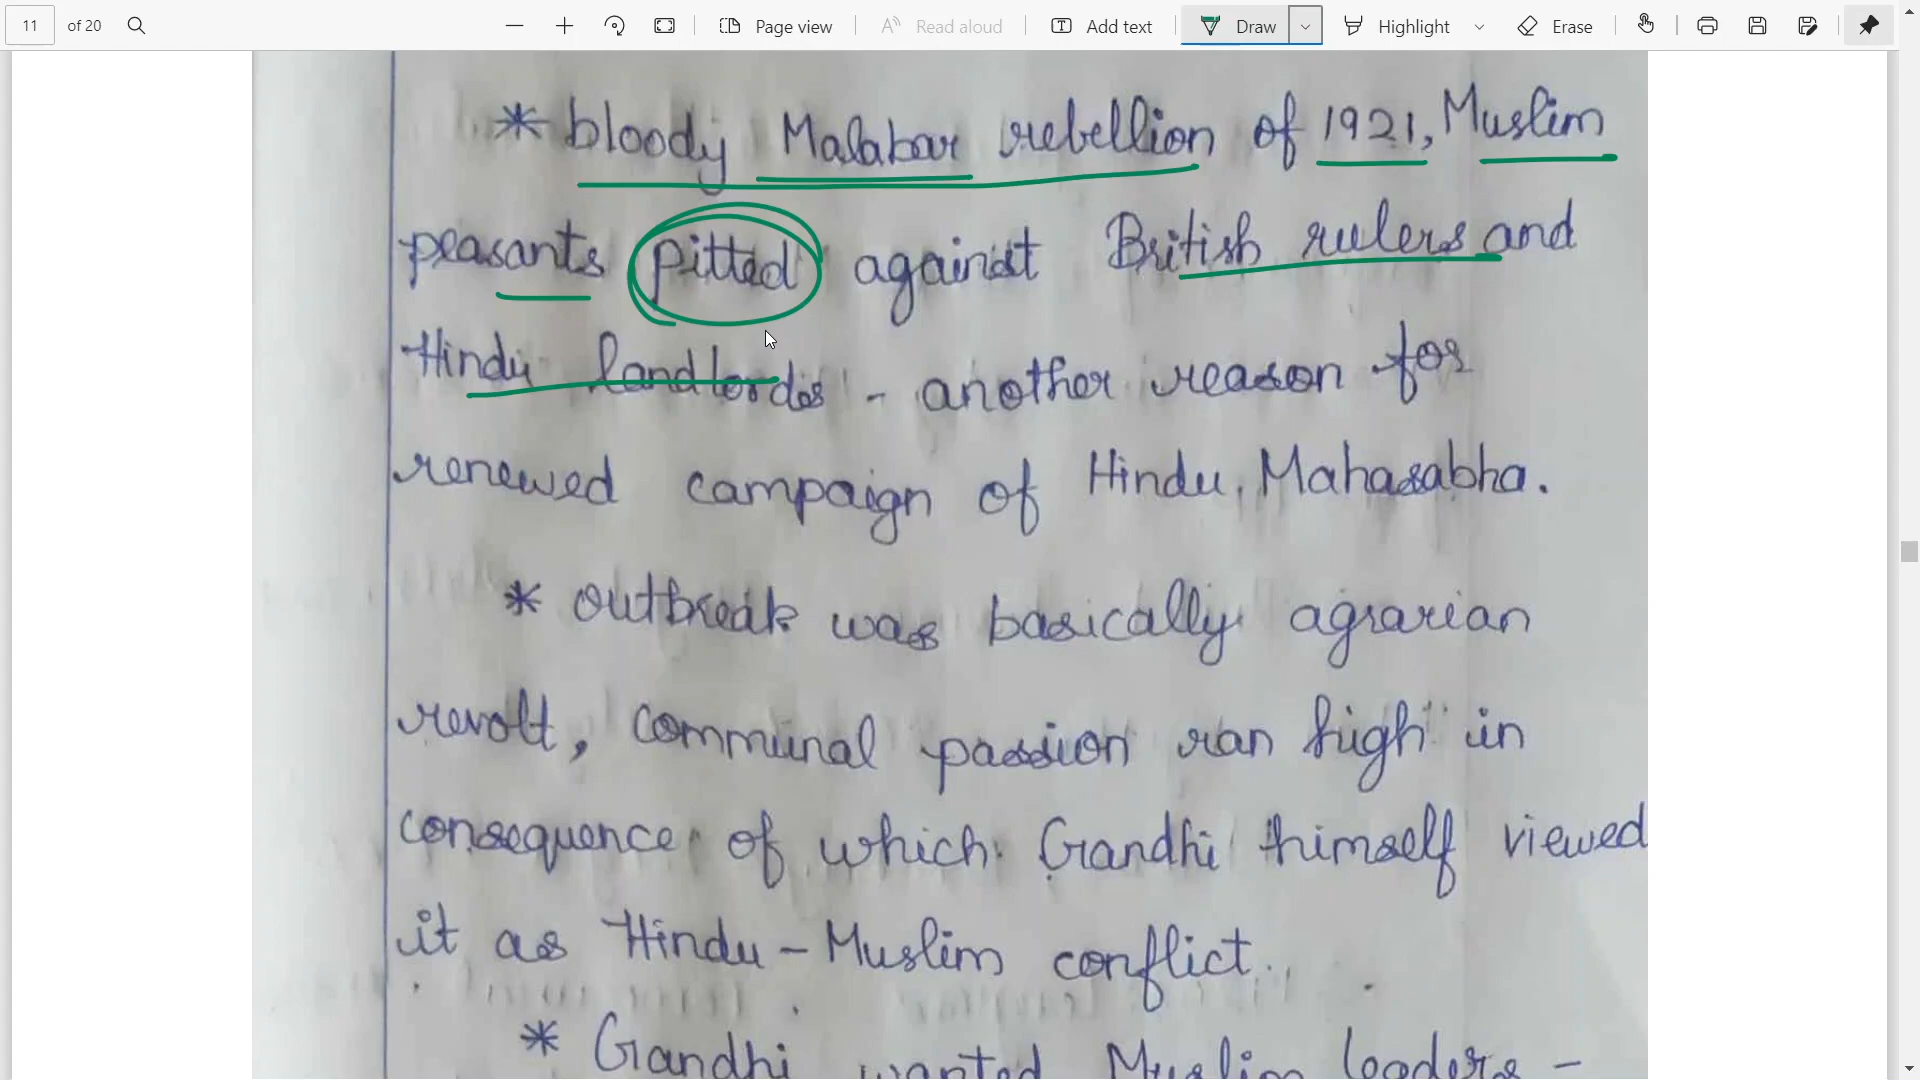 11 of 20 Page view Read aloud Add text Draw Highlight Erase
* bloody Malabar rebellion of 1921, Muslim
peasants pitted against British rulers and
Hindu landlords - another reason for
renewed campaign of Hindu Mahasabha.
* outbreak was basically agrarian
revolt, communal passion ran high in
consequence of which Gandhi himself viewed
it as Hindu - Muslim conflict.
* Gandhi wanted Muslim leaders -